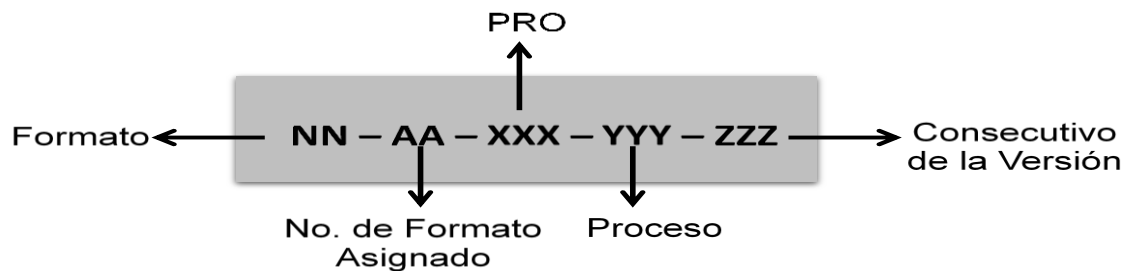 PRO
Formato
NN – AA – XXX – YYY – ZZZ
Consecutivo
de la Versión
No. de Formato
Asignado
Proceso